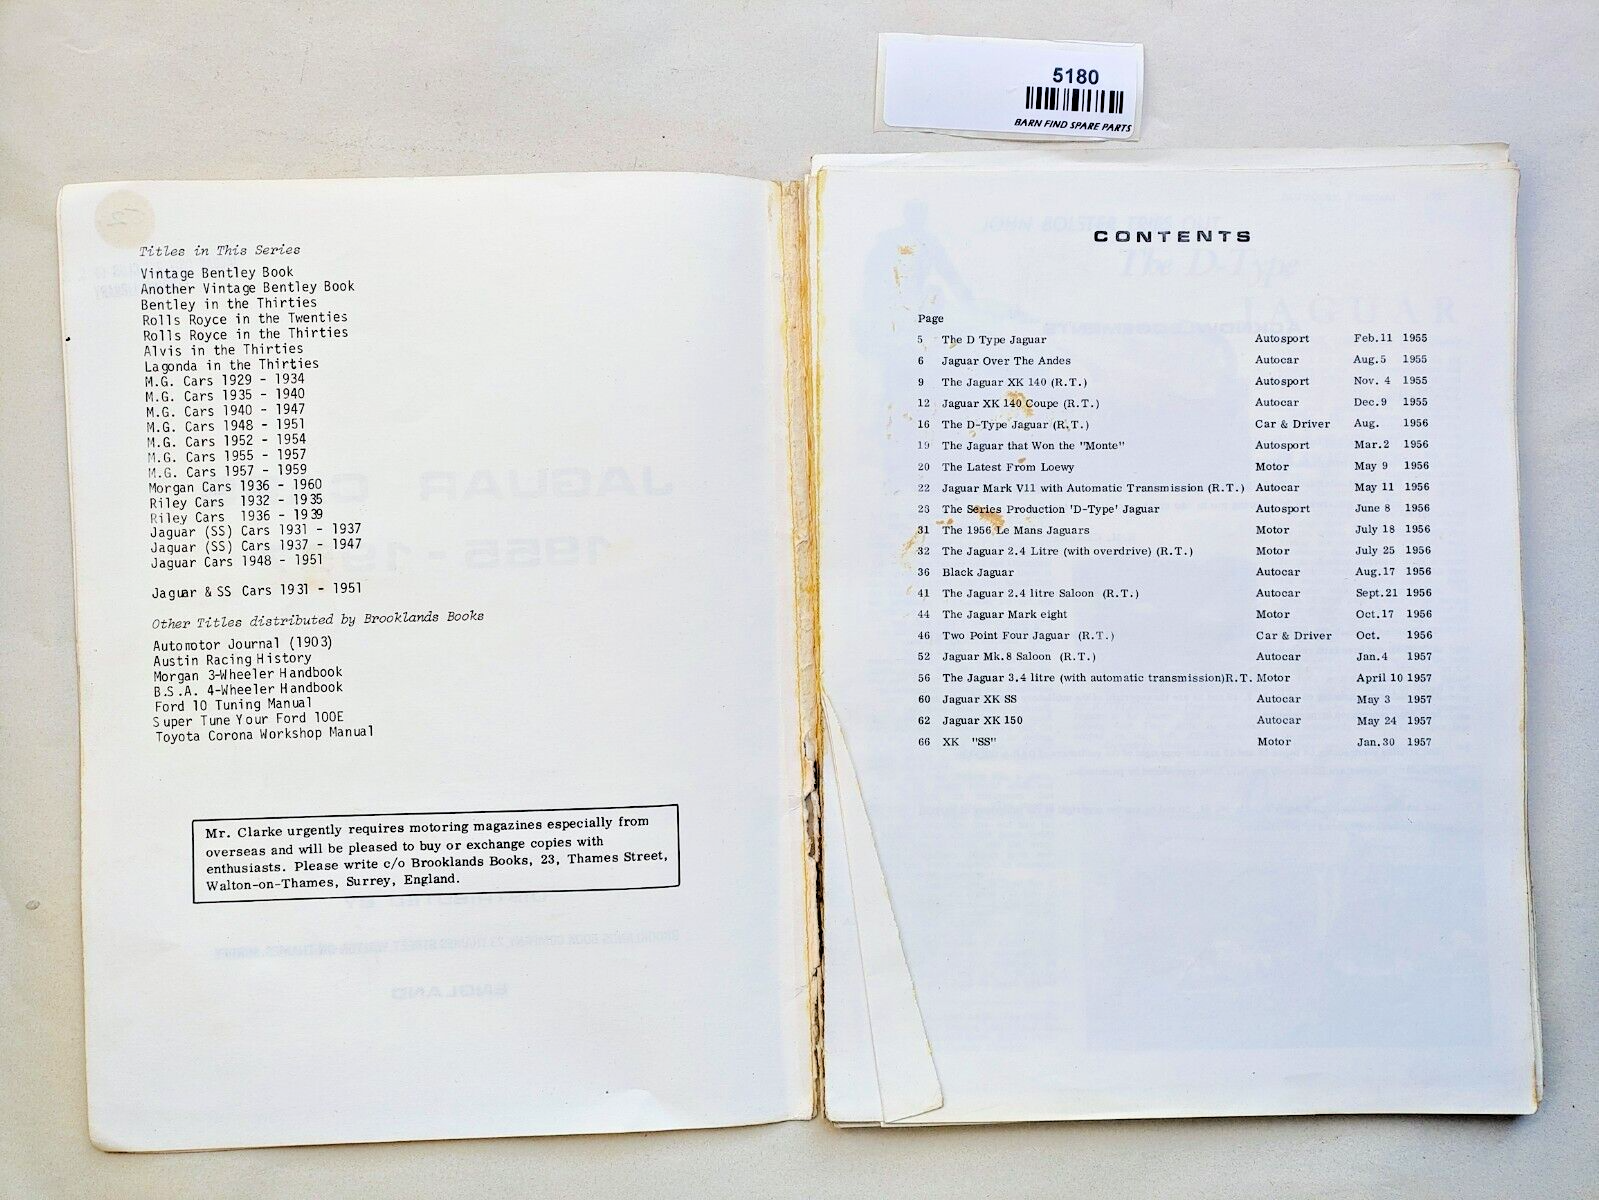 5180
BARN FIND SPARE PARTS
Titles in This Series
Vintage Bentley Book
Another Vintage Bentley Book
Bentley in the Thirties
Rolls Royce in the Twenties
Rolls Royce in the Thirties
Alvis in the Thirties
Lagonda in the Thirties
M.G. Cars 1929 - 1934
M.G. Cars 1935 - 1940
M.G. Cars 1940 - 1947
M.G. Cars 1948 - 1951
M.G. Cars 1952 - 1954
M.G. Cars 1955 - 1957
M.G. Cars 1957 - 1959
Morgan Cars 1936 - 1960
Riley Cars 1932 - 1935
Riley Cars 1936 - 1939
Jaguar (SS) Cars 1931 - 1937
Jaguar (SS) Cars 1937 - 1947
Jaguar Cars 1948 - 1951
Jaguar & SS Cars 1931 - 1951
Other Titles distributed by Brooklands Books
Automotor Journal (1903)
Austin Racing History
Morgan 3-Wheeler Handbook
B.S.A. 4-Wheeler Handbook
Ford 10 Tuning Manual
Super Tune Your Ford 100E
Toyota Corona Workshop Manual
Mr. Clarke urgently requires motoring magazines especially from
overseas and will be pleased to buy or exchange copies with
enthusiasts. Please write c/o Brooklands Books, 23, Thames Street,
Walton-on-Thames, Surrey, England.
CONTENTS
Page
5 The D Type Jaguar Autosport Feb.11 1955
6 Jaguar Over The Andes Autocar Aug.5 1955
9 The Jaguar XK 140 (R.T.) Autosport Nov. 4 1955
12 Jaguar XK 140 Coupe (R.T.) Autocar Dec.9 1955
16 The D-Type Jaguar (R.T.) Car & Driver Aug. 1956
19 The Jaguar that Won the "Monte" Autosport Mar.2 1956
20 The Latest From Loewy Motor May 9 1956
22 Jaguar Mark V11 with Automatic Transmission (R.T.) Autocar May 11 1956
23 The Series Production 'D-Type' Jaguar Autosport June 8 1956
31 The 1956 Le Mans Jaguars Motor July 18 1956
32 The Jaguar 2.4 Litre (with overdrive) (R.T.) Motor July 25 1956
36 Black Jaguar Autocar Aug.17 1956
41 The Jaguar 2.4 litre Saloon (R.T.) Autocar Sept.21 1956
44 The Jaguar Mark eight Motor Oct.17 1956
46 Two Point Four Jaguar (R.T.) Car & Driver Oct. 1956
52 Jaguar Mk.8 Saloon (R.T.) Autocar Jan.4 1957
56 The Jaguar 3.4 litre (with automatic transmission)R.T. Motor April 10 1957
60 Jaguar XK SS Autocar May 3 1957
62 Jaguar XK 150 Autocar May 24 1957
66 XK "SS" Motor Jan.30 1957